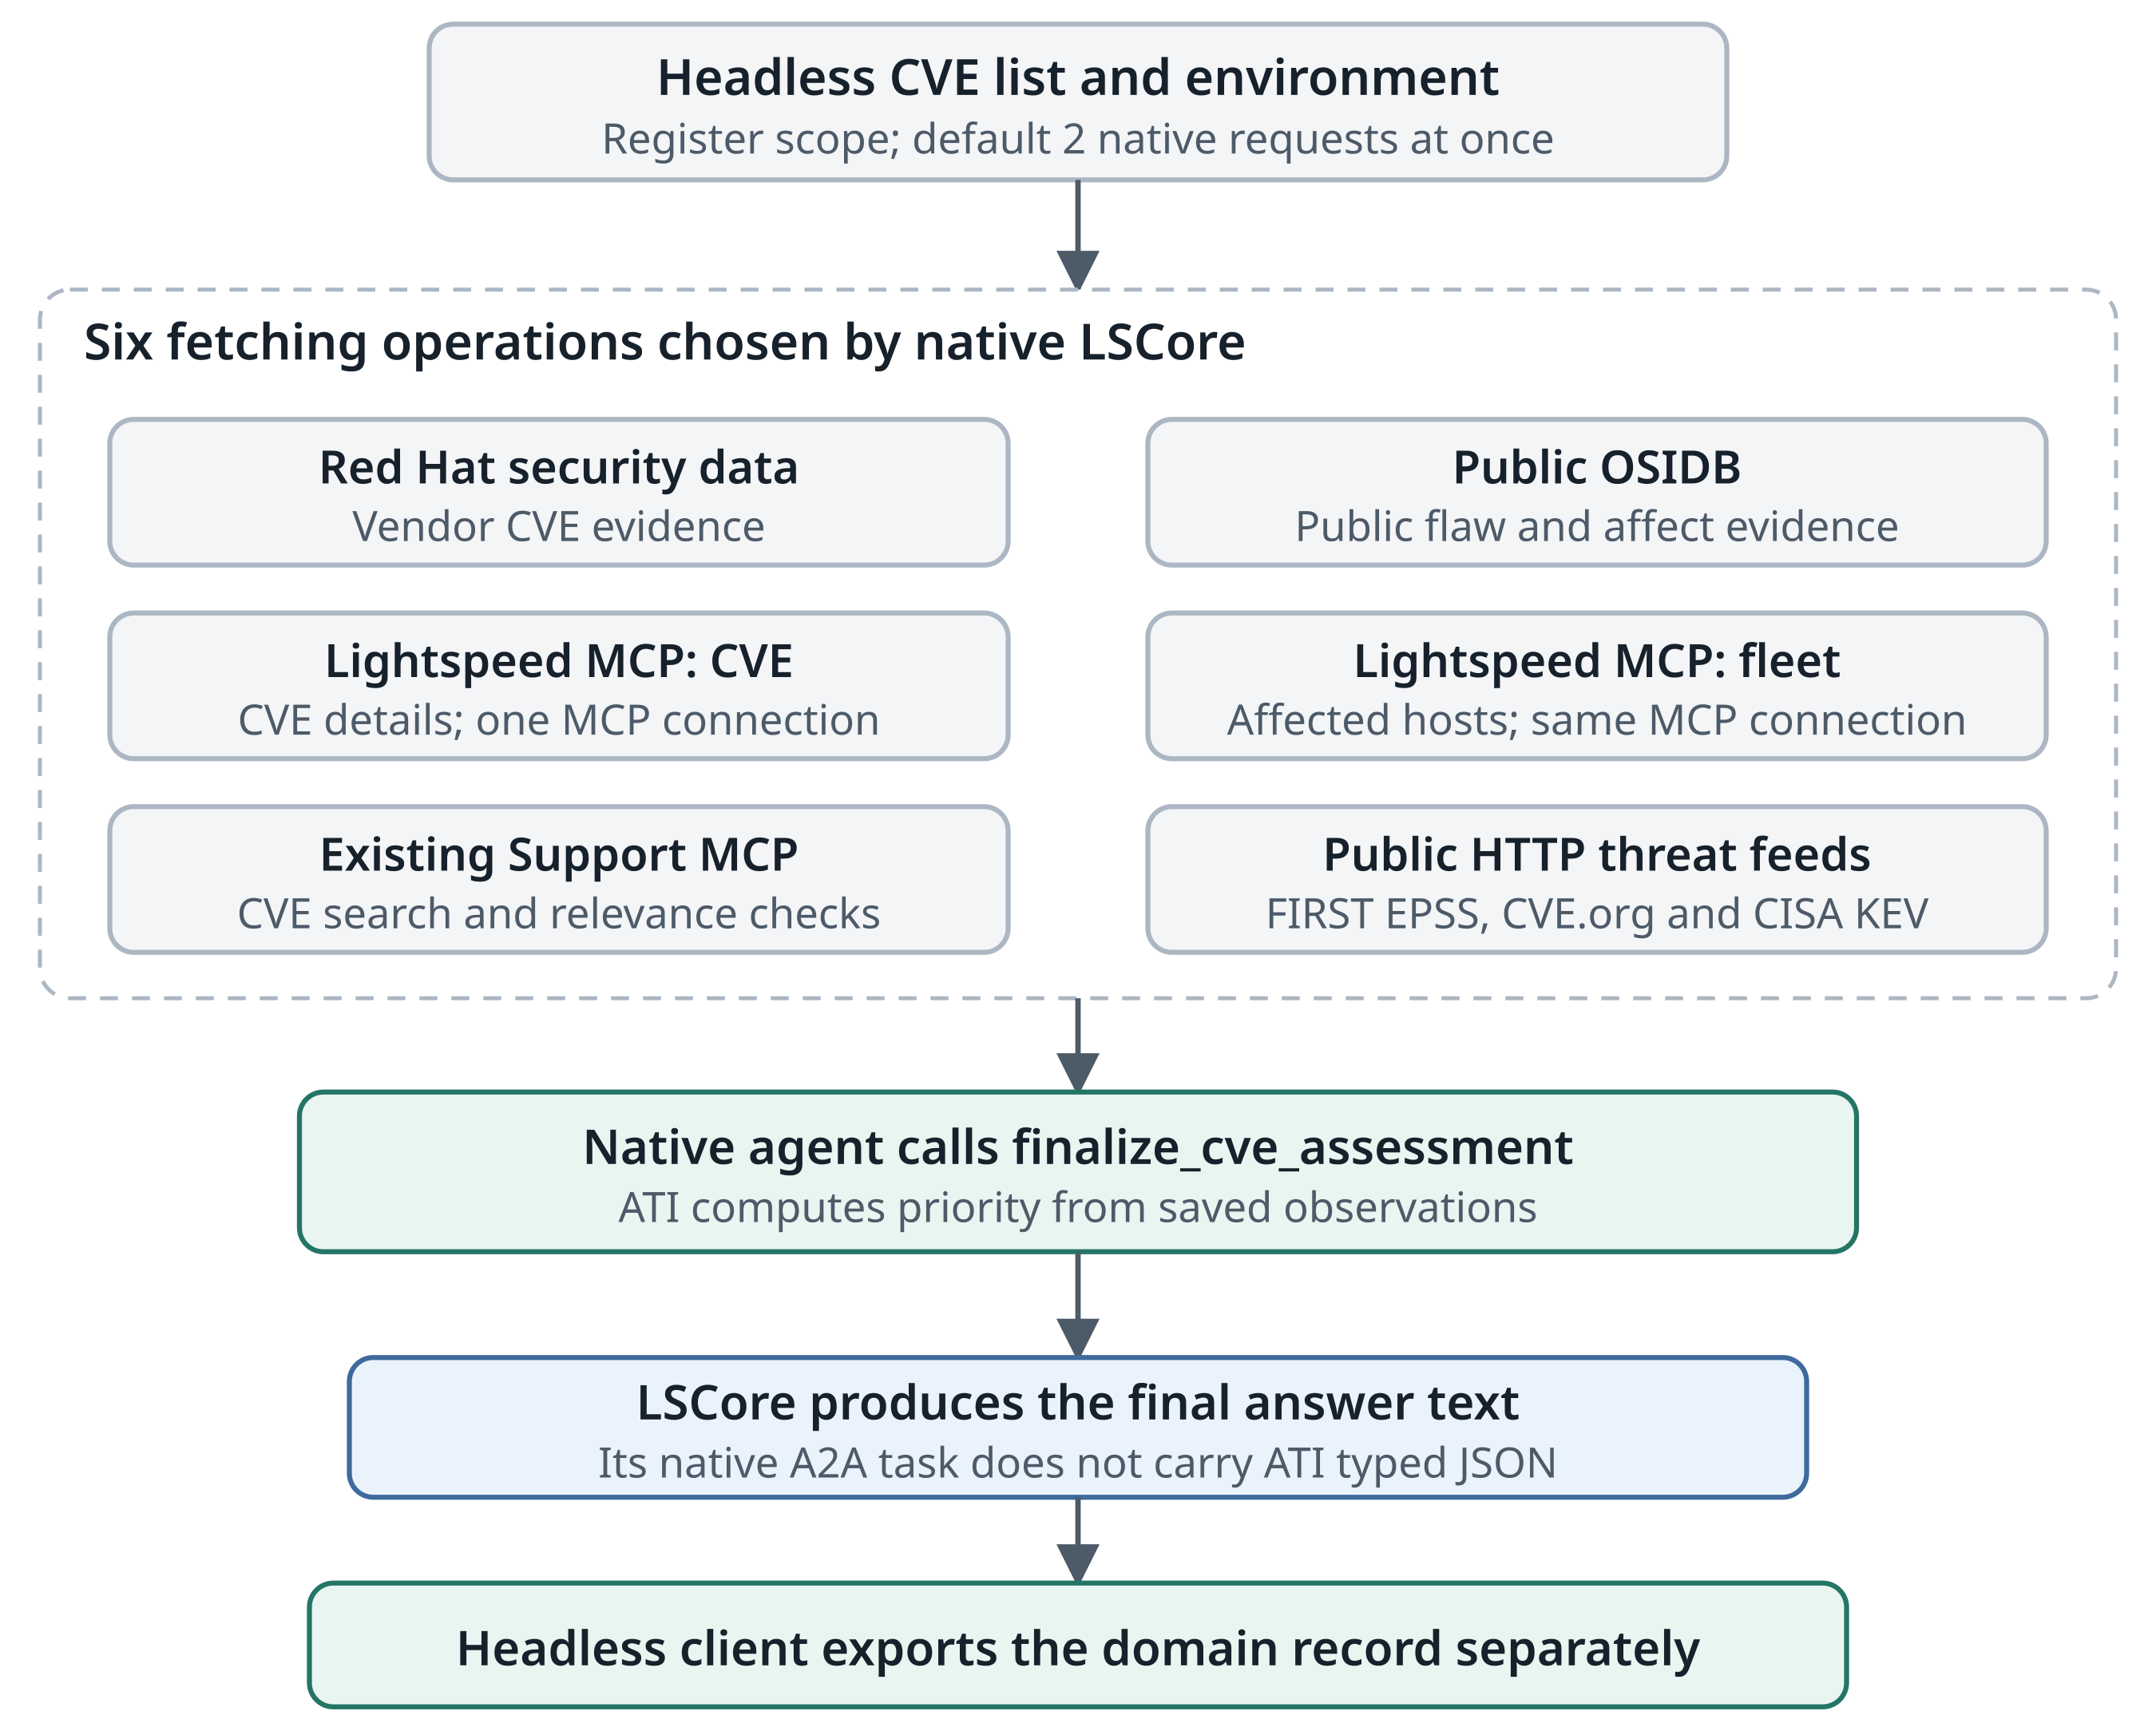 Headless CVE list and environment
Register scope; default 2 native requests at once
Six fetching operations chosen by native LSCore
Red Hat security data
Vendor CVE evidence
Public OSIDB
Public flaw and affect evidence
Lightspeed MCP: CVE
CVE details; one MCP connection
Lightspeed MCP: fleet
Affected hosts; same MCP connection
Existing Support MCP
CVE search and relevance checks
Public HTTP threat feeds
FIRST EPSS, CVE.org and CISA KEV
Native agent calls finalize_cve_assessment
ATI computes priority from saved observations
LSCore produces the final answer text
Its native A2A task does not carry ATI typed JSON
Headless client exports the domain record separately